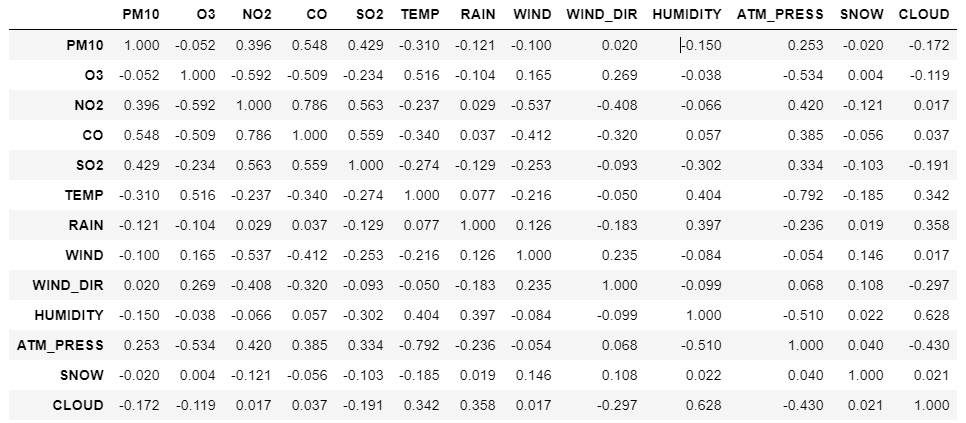 PM10 O3 NO2 CO SO2 TEMP RAIN WIND WIND_DIR HUMIDITY ATM_PRESS SNOW CLOUD
PM10 1.000 -0.052 0.396 0.548 0.429 -0.310 -0.121 -0.100 0.020 -0.150 0.253 -0.020 -0.172
O3 -0.052 1.000 -0.592 -0.509 -0.234 0.516 -0.104 0.165 0.269 -0.038 -0.534 0.004 -0.119
NO2 0.396 -0.592 1.000 0.786 0.563 -0.237 0.029 -0.537 -0.408 -0.066 0.420 -0.121 0.017
CO 0.548 -0.509 0.786 1.000 0.559 -0.340 0.037 -0.412 -0.320 0.057 0.385 -0.056 0.037
SO2 0.429 -0.234 0.563 0.559 1.000 -0.274 -0.129 -0.253 -0.093 -0.302 0.334 -0.103 -0.191
TEMP -0.310 0.516 -0.237 -0.340 -0.274 1.000 0.077 -0.216 -0.050 0.404 -0.792 -0.185 0.342
RAIN -0.121 -0.104 0.029 0.037 -0.129 0.077 1.000 0.126 -0.183 0.397 -0.236 0.019 0.358
WIND -0.100 0.165 -0.537 -0.412 -0.253 -0.216 0.126 1.000 0.235 -0.084 -0.054 0.146 0.017
WIND_DIR 0.020 0.269 -0.408 -0.320 -0.093 -0.050 -0.183 0.235 1.000 -0.099 0.068 0.108 -0.297
HUMIDITY -0.150 -0.038 -0.066 0.057 -0.302 0.404 0.397 -0.084 -0.099 1.000 -0.510 0.022 0.628
ATM_PRESS 0.253 -0.534 0.420 0.385 0.334 -0.792 -0.236 -0.054 0.068 -0.510 1.000 0.040 -0.430
SNOW -0.020 0.004 -0.121 -0.056 -0.103 -0.185 0.019 0.146 0.108 0.022 0.040 1.000 0.021
CLOUD -0.172 -0.119 0.017 0.037 -0.191 0.342 0.358 0.017 -0.297 0.628 -0.430 0.021 1.000